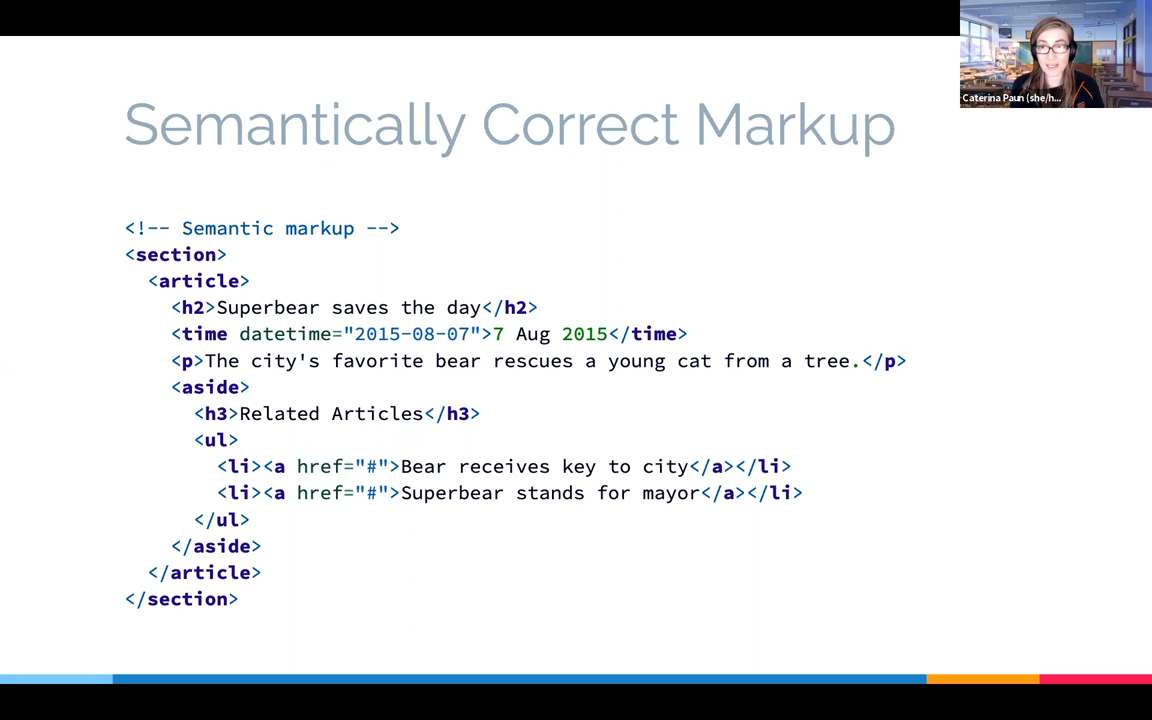 Semantically Correct Markup
Caterina Paun (she/h...
<!-- Semantic markup -->
<section>
<article>
<h2>Superbear saves the day</h2>
<time datetime="2015-08-07">7 Aug 2015</time>
<p>The city's favorite bear rescues a young cat from a tree.</p>
<aside>
<h3>Related Articles</h3>
<ul>
<li><a href="#">Bear receives key to city</a></li>
<li><a href="#">Superbear stands for mayor</a></li>
</ul>
</aside>
</article>
</section>